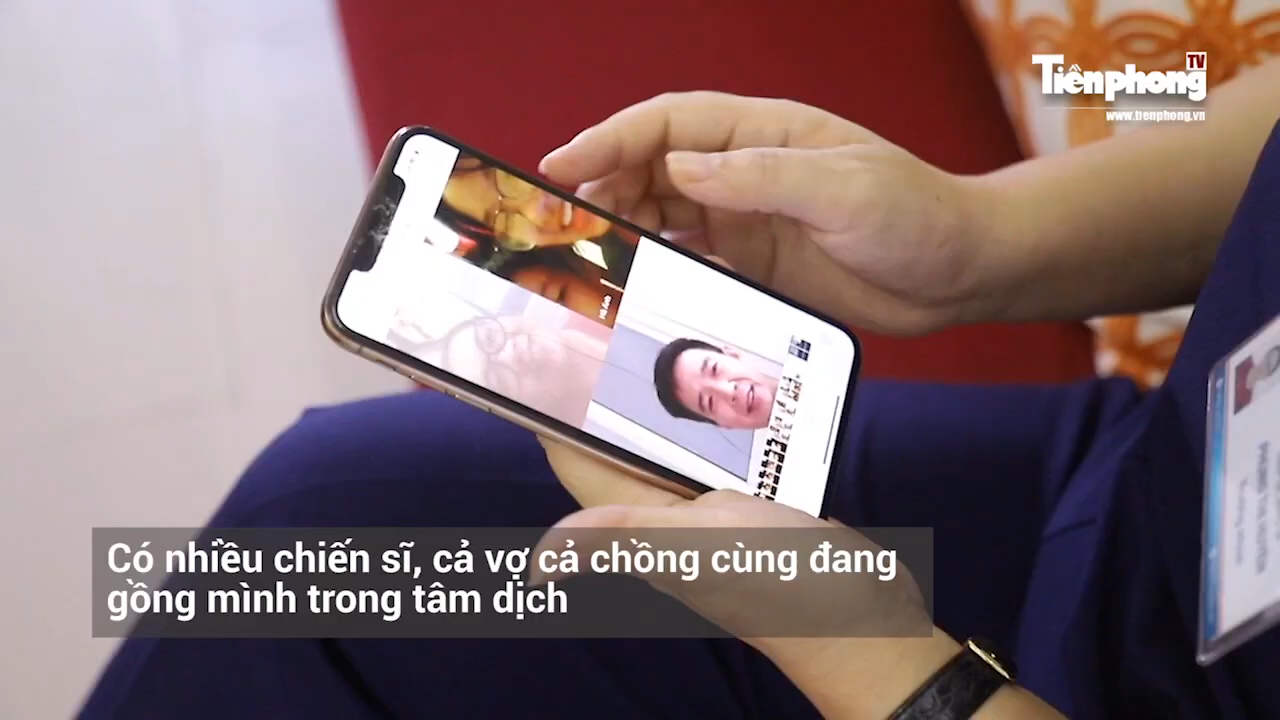 Tiềnphong TV
www.tienphong.vn
Có nhiều chiến sĩ, cả vợ cả chồng cùng đang
gồng mình trong tâm dịch